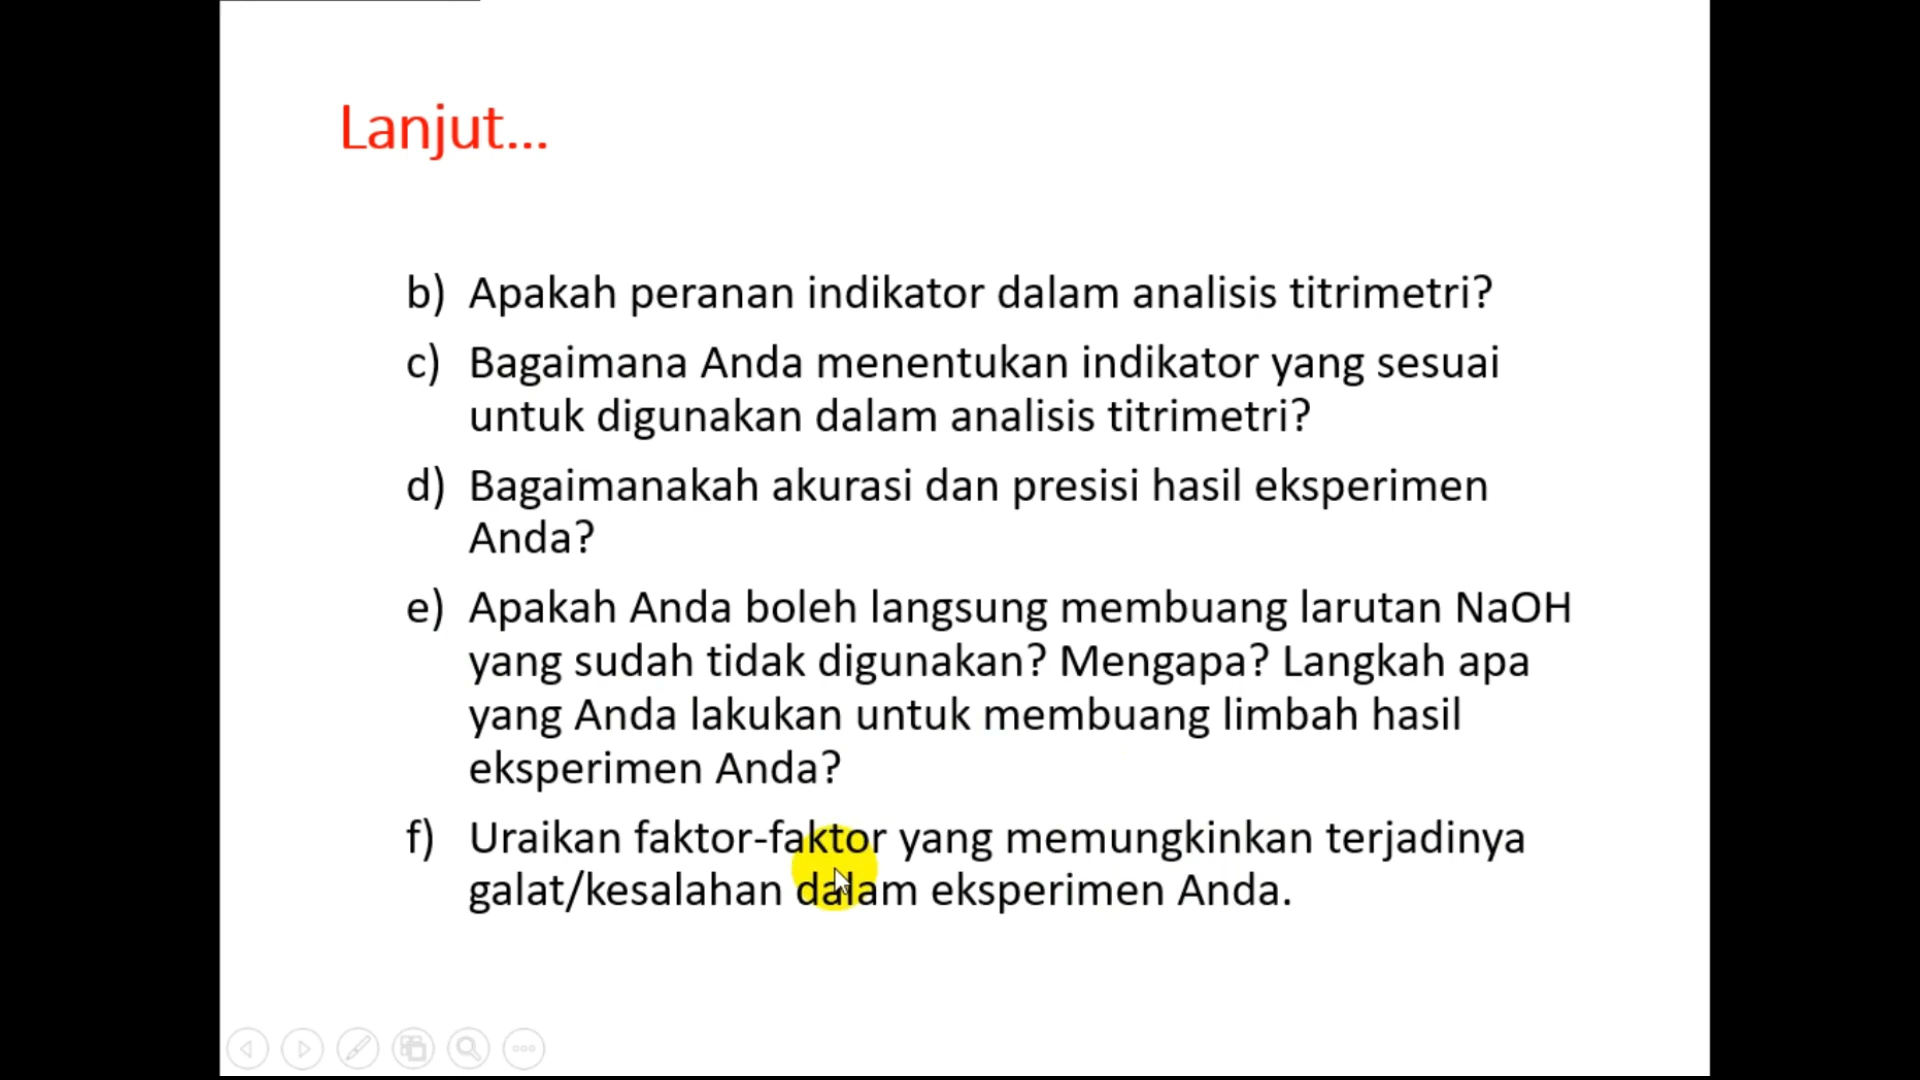 Lanjut...
b) Apakah peranan indikator dalam analisis titrimetri?
c) Bagaimana Anda menentukan indikator yang sesuai
untuk digunakan dalam analisis titrimetri?
d) Bagaimanakah akurasi dan presisi hasil eksperimen
Anda?
e) Apakah Anda boleh langsung membuang larutan NaOH
yang sudah tidak digunakan? Mengapa? Langkah apa
yang Anda lakukan untuk membuang limbah hasil
eksperimen Anda?
f) Uraikan faktor-faktor yang memungkinkan terjadinya
galat/kesalahan dalam eksperimen Anda.